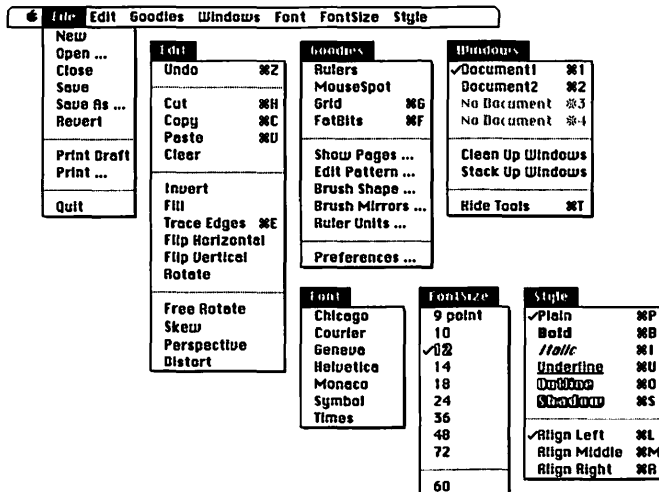 File Edit Goodies Windows Font FontSize Style
New
Open ...
Close
Save
Save As ...
Revert
Print Draft
Print ...
Quit
Edit
Undo ⌘Z
Cut ⌘H
Copy ⌘C
Paste ⌘V
Clear
Invert
Fill
Trace Edges ⌘E
Flip Horizontal
Flip Vertical
Rotate
Free Rotate
Skew
Perspective
Distort
Goodies
Rulers
MouseSpot
Grid ⌘G
FatBits ⌘F
Show Pages ...
Edit Pattern ...
Brush Shape ...
Brush Mirrors ...
Ruler Units ...
Preferences ...
Windows
✓Document1 ⌘1
Document2 ⌘2
No Document ⌘3
No Document ⌘4
Clean Up Windows
Stack Up Windows
Hide Tools ⌘T
Font
Chicago
Courier
Geneva
Helvetica
Monaco
Symbol
Times
FontSize
9 point
10
✓12
14
18
24
36
48
72
60
Style
✓Plain ⌘P
Bold ⌘B
Italic ⌘I
Underline ⌘U
Outline ⌘O
Shadow ⌘S
✓Align Left ⌘L
Align Middle ⌘M
Align Right ⌘R